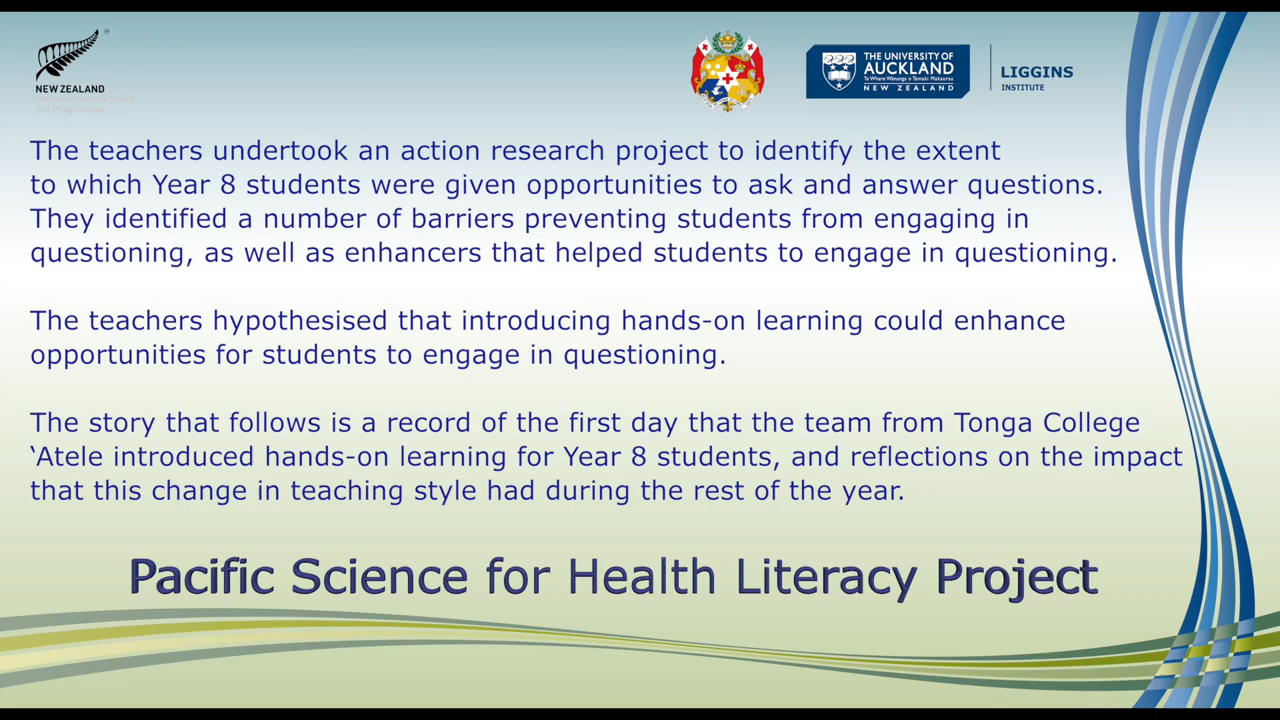 NEW ZEALAND
THE UNIVERSITY OF
AUCKLAND
Te Whare Wānanga o Tāmaki Makaurau
NEW ZEALAND
LIGGINS
INSTITUTE
The teachers undertook an action research project to identify the extent
to which Year 8 students were given opportunities to ask and answer questions.
They identified a number of barriers preventing students from engaging in
questioning, as well as enhancers that helped students to engage in questioning.
The teachers hypothesised that introducing hands-on learning could enhance
opportunities for students to engage in questioning.
The story that follows is a record of the first day that the team from Tonga College
‘Atele introduced hands-on learning for Year 8 students, and reflections on the impact
that this change in teaching style had during the rest of the year.
Pacific Science for Health Literacy Project